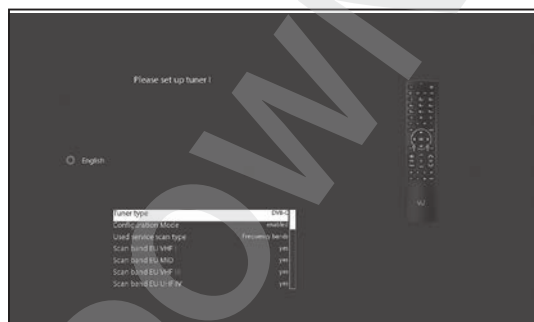 Please set up tuner I
English
Tuner type DVB-C
Configuration Mode enabled
Used service scan type Frequency bands
Scan band EU VHF I yes
Scan band EU MID yes
Scan band EU VHF III yes
Scan band EU UHF IV yes